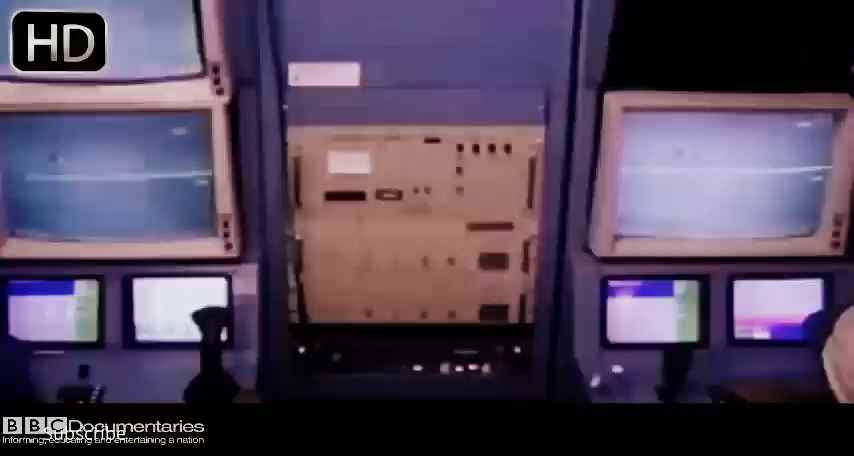 HD
BBC Documentaries
Informing, educating and entertaining a nation
Subscribe